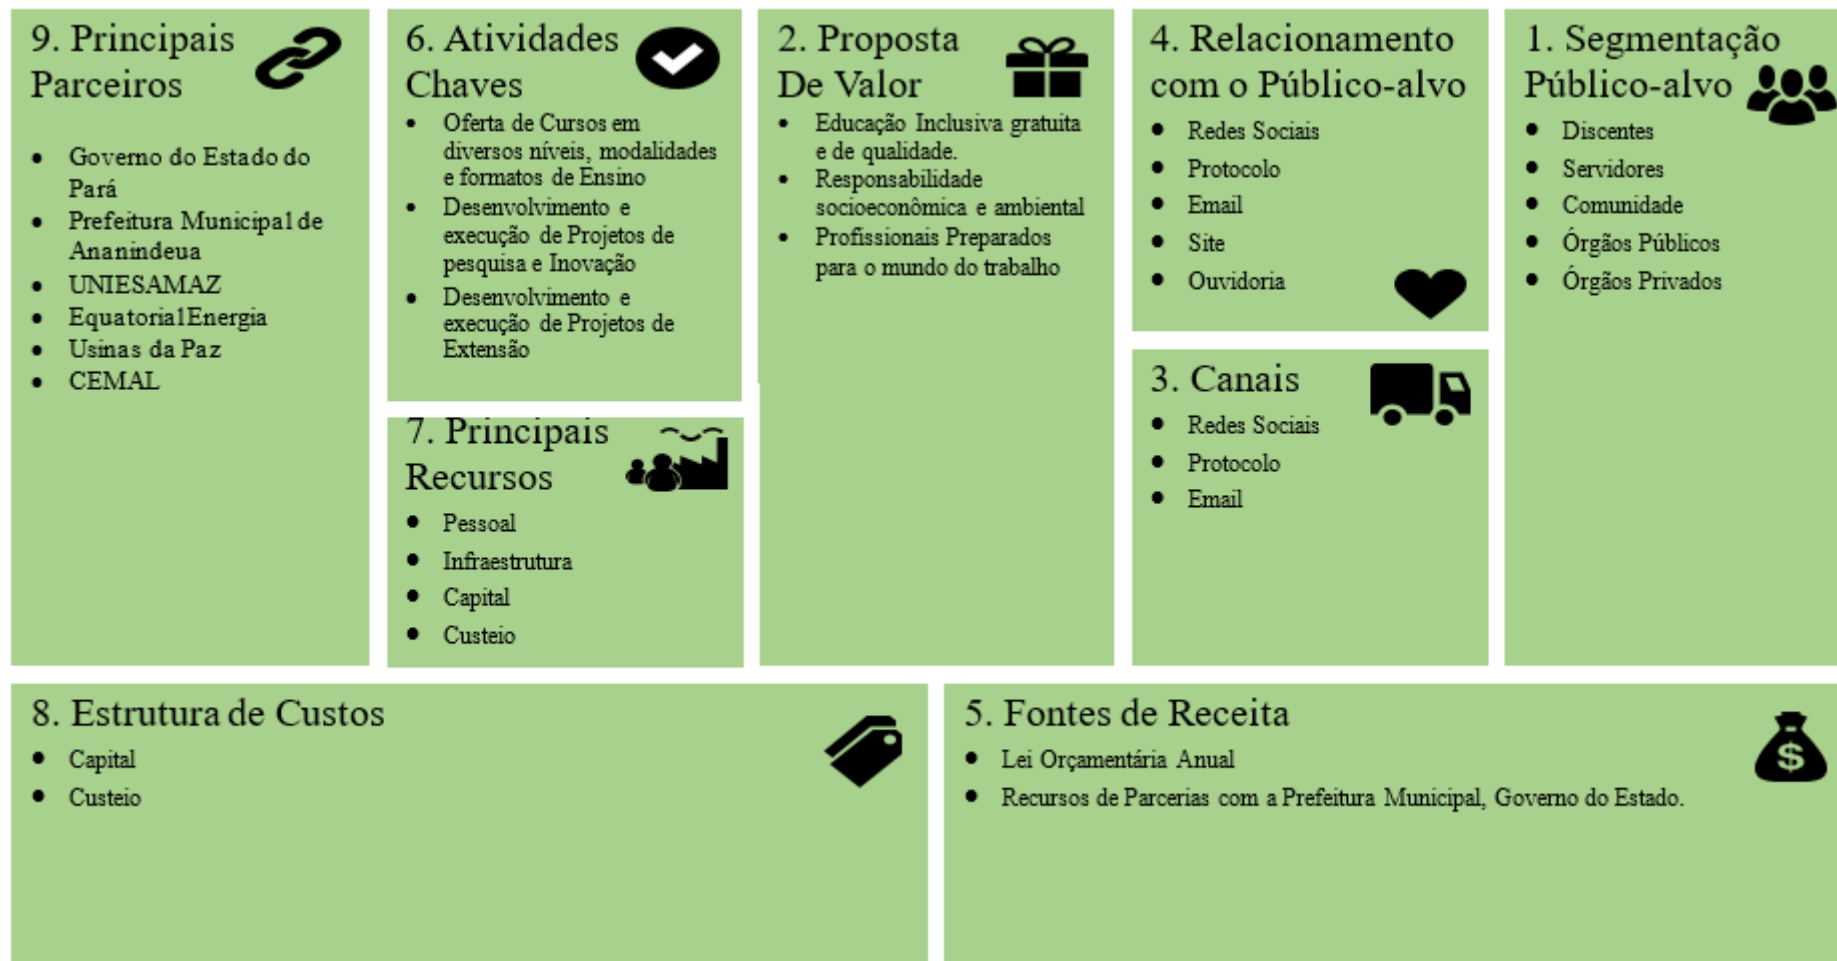 9. Principais
Parceiros
Governo do Estado do
Pará
Prefeitura Municipal de
Ananindeua
UNIESAMAZ
Equatorial Energia
Usinas da Paz
CEMAL
6. Atividades
Chaves
Oferta de Cursos em
diversos níveis, modalidades
e formatos de Ensino
Desenvolvimento e
execução de Projetos de
pesquisa e Inovação
Desenvolvimento e
execução de Projetos de
Extensão
7. Principais
Recursos
Pessoal
Infraestrutura
Capital
Custeio
2. Proposta
De Valor
Educação Inclusiva gratuita
e de qualidade.
Responsabilidade
socioeconômica e ambiental
Profissionais Preparados
para o mundo do trabalho
4. Relacionamento
com o Público-alvo
Redes Sociais
Protocolo
Email
Site
Ouvidoria
3. Canais
Redes Sociais
Protocolo
Email
1. Segmentação
Público-alvo
Discentes
Servidores
Comunidade
Órgãos Públicos
Órgãos Privados
8. Estrutura de Custos
Capital
Custeio
5. Fontes de Receita
Lei Orçamentária Anual
Recursos de Parcerias com a Prefeitura Municipal, Governo do Estado.
$